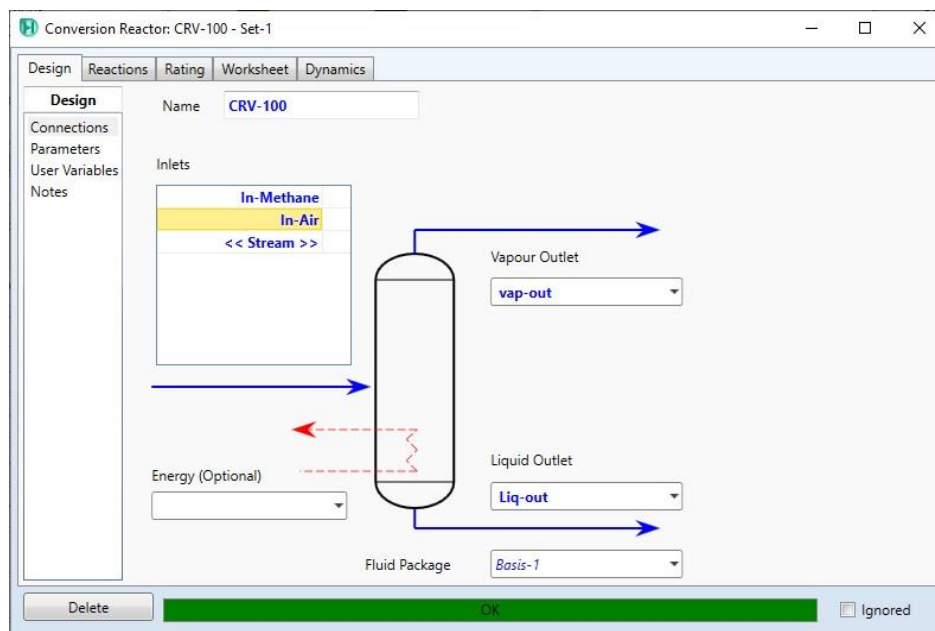 Conversion Reactor: CRV-100 - Set-1
Design Reactions Rating Worksheet Dynamics
Design
Connections
Parameters
User Variables
Notes
Name CRV-100
Inlets
In-Methane
In-Air
<< Stream >>
Vapour Outlet
vap-out
Energy (Optional)
Liquid Outlet
Liq-out
Fluid Package Basis-1
Delete OK Ignored